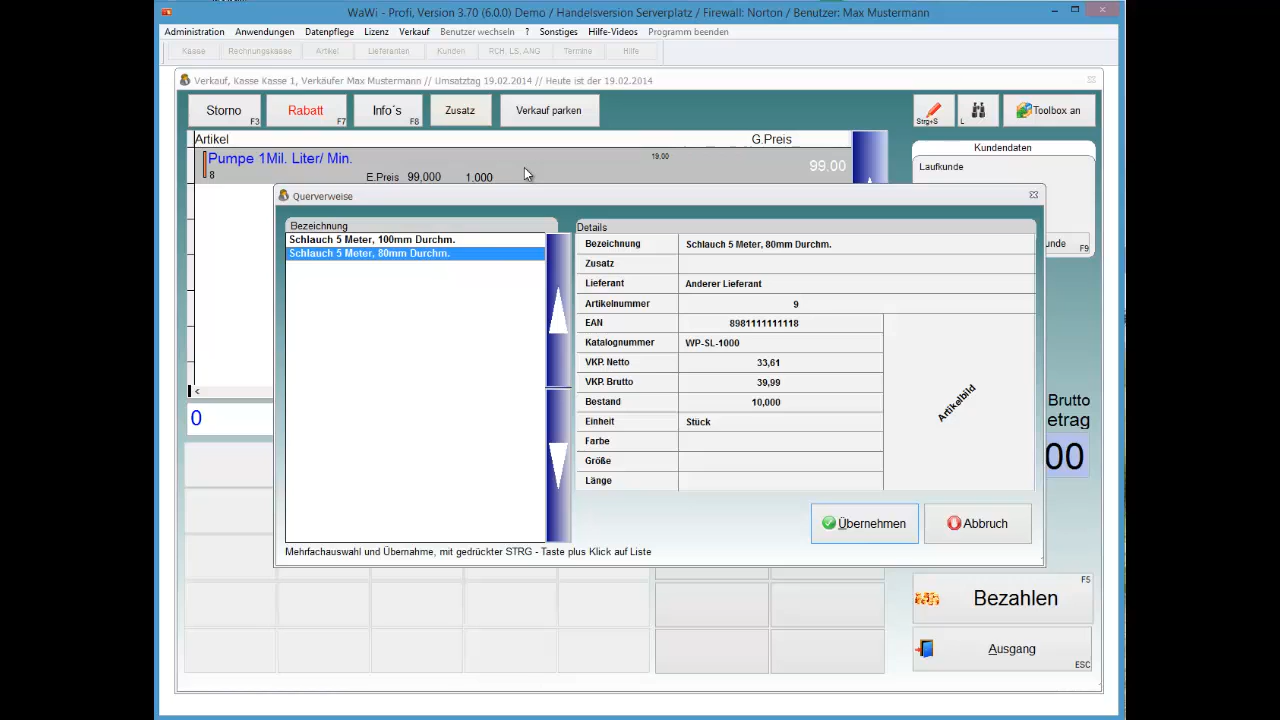 WaWi - Profi, Version 3.70 (6.0.0) Demo / Handelsversion Serverplatz / Firewall: Norton / Benutzer: Max Mustermann
Administration Anwendungen Datenpflege Lizenz Verkauf Benutzer wechseln ? Sonstiges Hilfe-Videos Programm beenden
Kasse Rechnungskasse Artikel Lieferanten Kunden RCH, LS, ANG Termine Hilfe
Verkauf, Kasse Kasse 1, Verkäufer Max Mustermann // Umsatztag 19.02.2014 // Heute ist der 19.02.2014
Storno F3 Rabatt F7 Info´s F8 Zusatz Verkauf parken Strg+S L Toolbox an
Artikel G.Preis
Kundendaten
Pumpe 1Mil. Liter/ Min. 19.00 99.00
Laufkunde
8 E.Preis 99,000 1.000
Querverweise
Bezeichnung
Schlauch 5 Meter, 100mm Durchm.
Schlauch 5 Meter, 80mm Durchm.
Details
Bezeichnung Schlauch 5 Meter, 80mm Durchm.
Zusatz
Lieferant Anderer Lieferant
Artikelnummer 9
EAN 8981111111118
Katalognummer WP-SL-1000
VKP. Netto 33,61
VKP. Brutto 39,99
Bestand 10,000
Einheit Stück
Farbe
Größe
Länge
Artikelbild
Übernehmen Abbruch
Mehrfachauswahl und Übernahme, mit gedrückter STRG - Taste plus Klick auf Liste
unde F9
<
0
Brutto
etrag
00
Bezahlen F5
Ausgang ESC